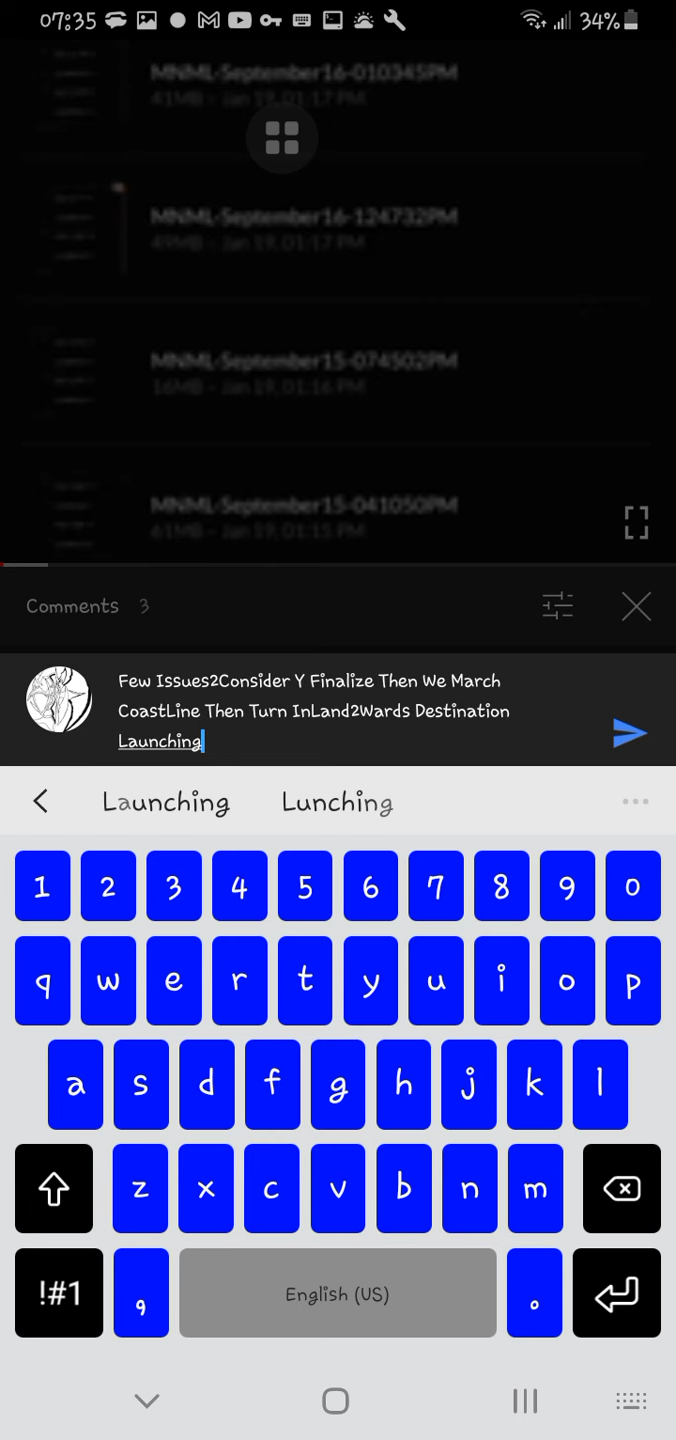 07:35 34%
MNML-September16-010345PM
41MB - Jan 19, 01:17 PM
MNML-September16-124732PM
49MB - Jan 19, 01:17 PM
MNML-September15-074502PM
16MB - Jan 19, 01:16 PM
MNML-September15-041050PM
61MB - Jan 19, 01:15 PM
Comments 3
Few Issues2Consider Y Finalize Then We March
CoastLine Then Turn InLand2Wards Destination
Launching
Launching Lunching
1 2 3 4 5 6 7 8 9 0
q w e r t y u i o p
a s d f g h j k l
z x c v b n m
!#1 , English (US) .